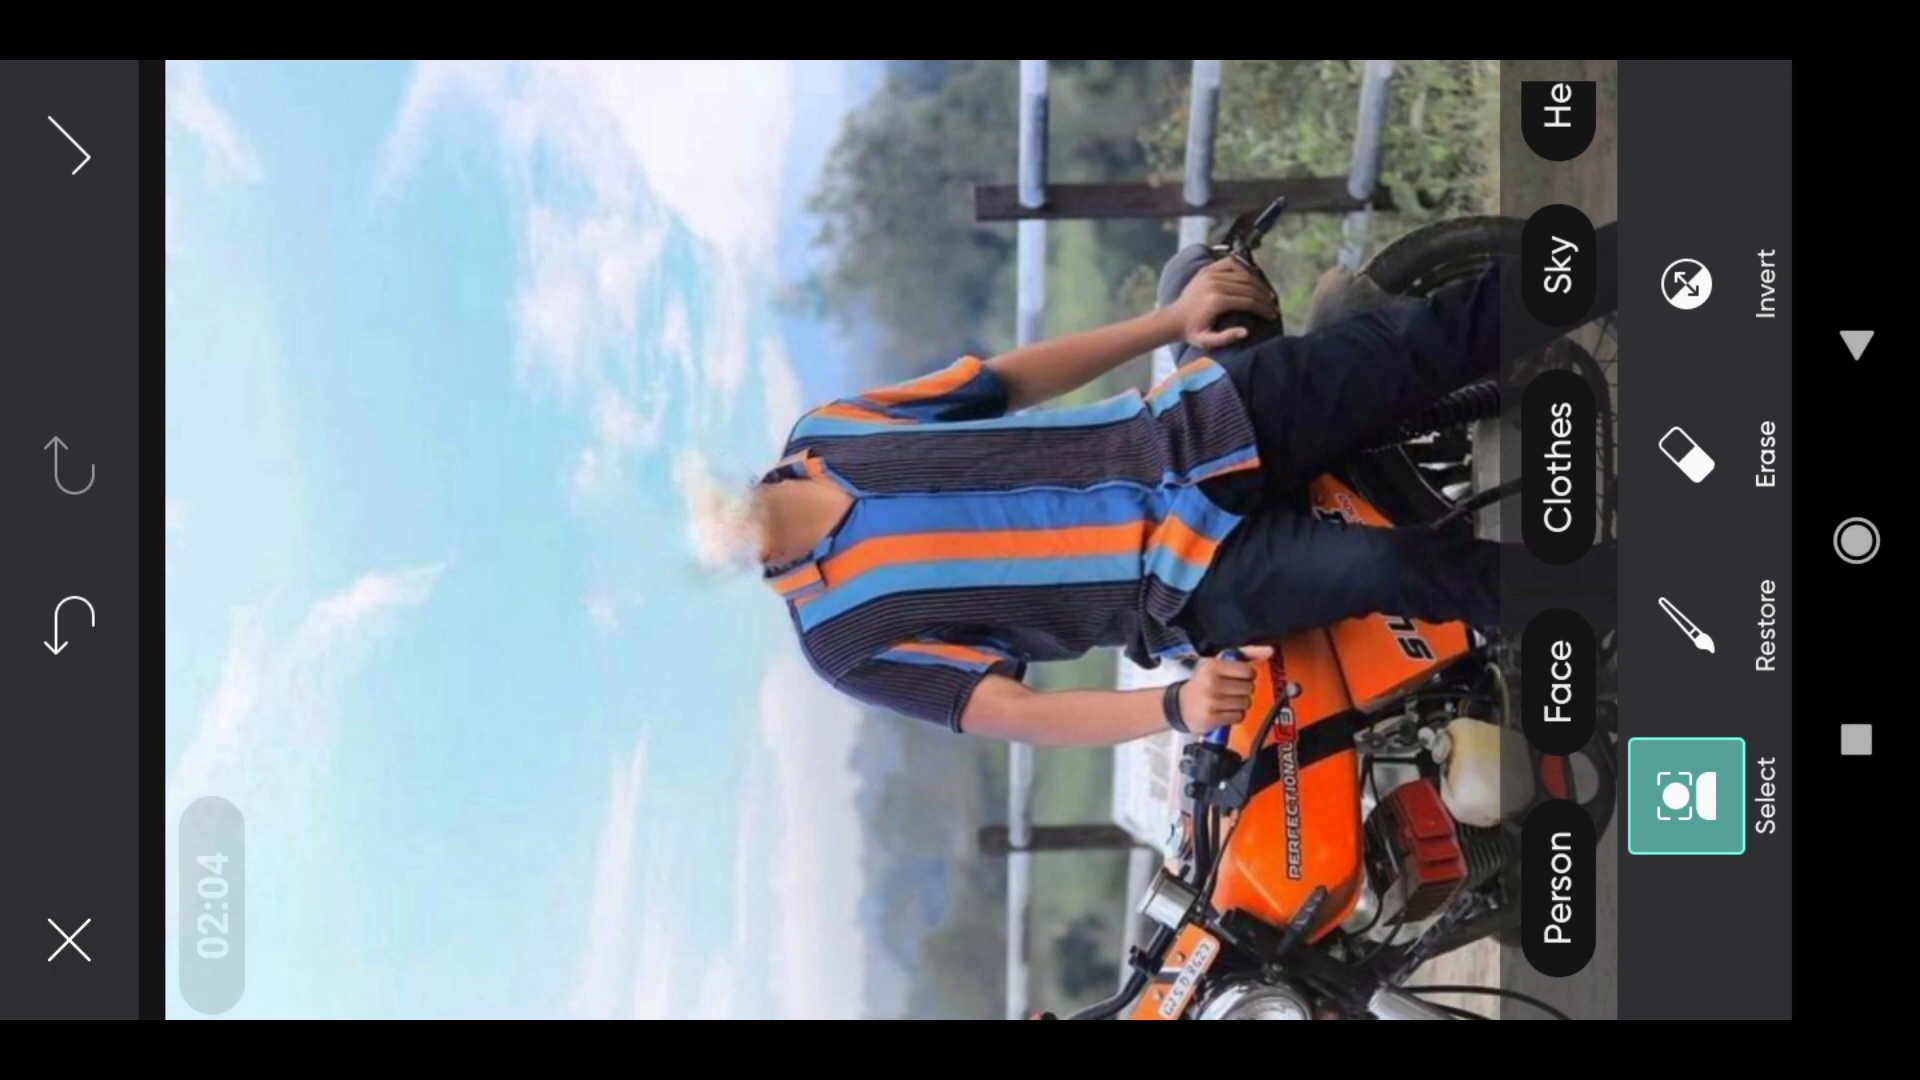 02:04
PERFECTIONAL
Person
Face
Clothes
Sky
He
Select
Restore
Erase
Invert